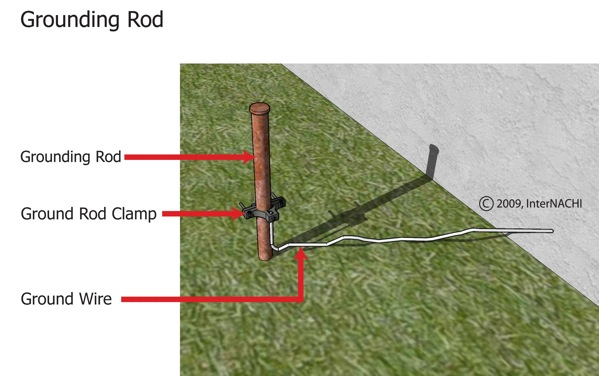 Grounding Rod
Grounding Rod
© 2009, InterNACHI
Ground Rod Clamp
Ground Wire